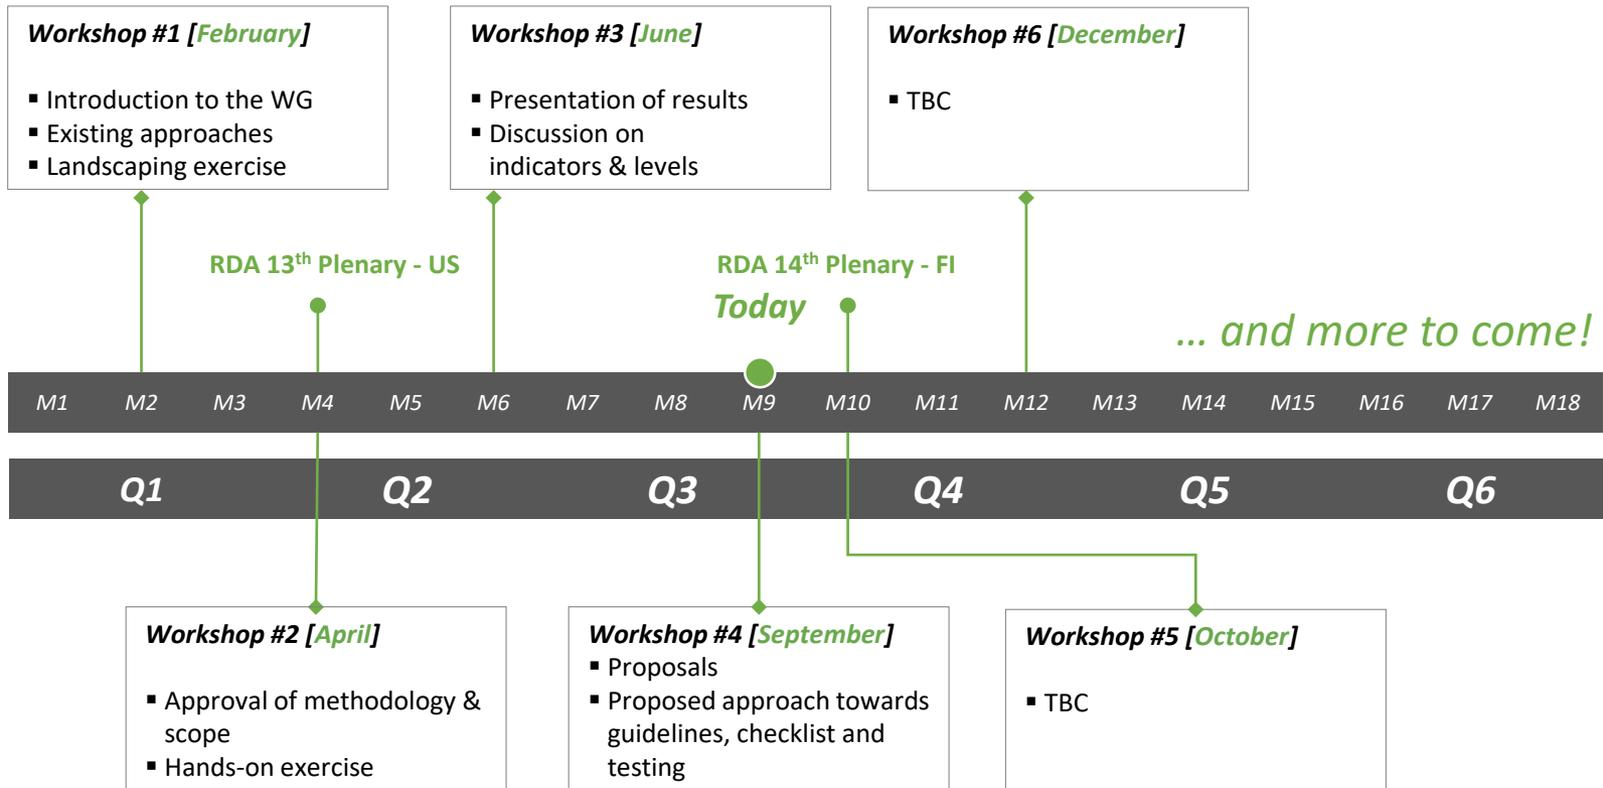 Workshop #1 [February]
▪ Introduction to the WG
▪ Existing approaches
▪ Landscaping exercise
Workshop #3 [June]
▪ Presentation of results
▪ Discussion on
indicators & levels
Workshop #6 [December]
▪ TBC
RDA 13th Plenary - US
RDA 14th Plenary - FI
Today
... and more to come!
M1 M2 M3 M4 M5 M6 M7 M8 M9 M10 M11 M12 M13 M14 M15 M16 M17 M18
Q1 Q2 Q3 Q4 Q5 Q6
Workshop #2 [April]
▪ Approval of methodology &
scope
▪ Hands-on exercise
Workshop #4 [September]
▪ Proposals
▪ Proposed approach towards
guidelines, checklist and
testing
Workshop #5 [October]
▪ TBC